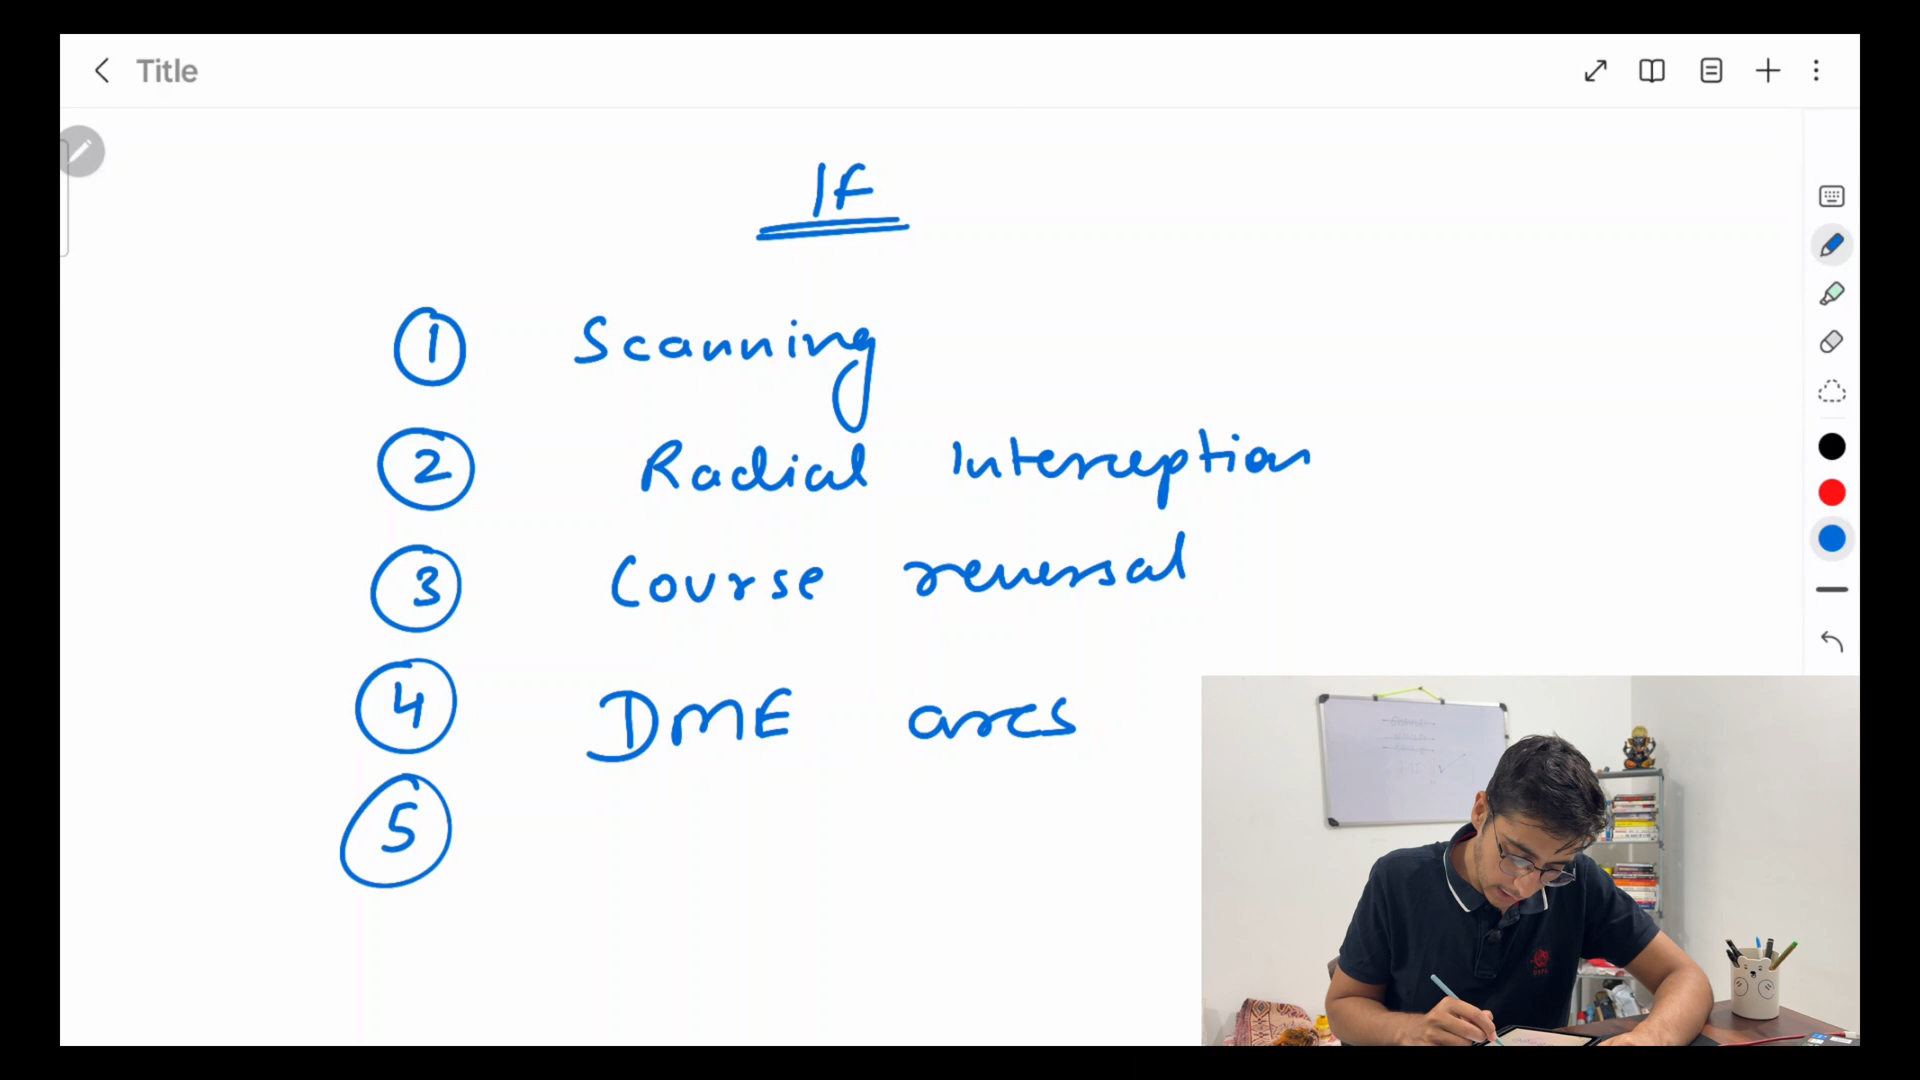 Title
If
1 Scanning
2 Radial Interception
3 Course reversal
4 DME arcs
5